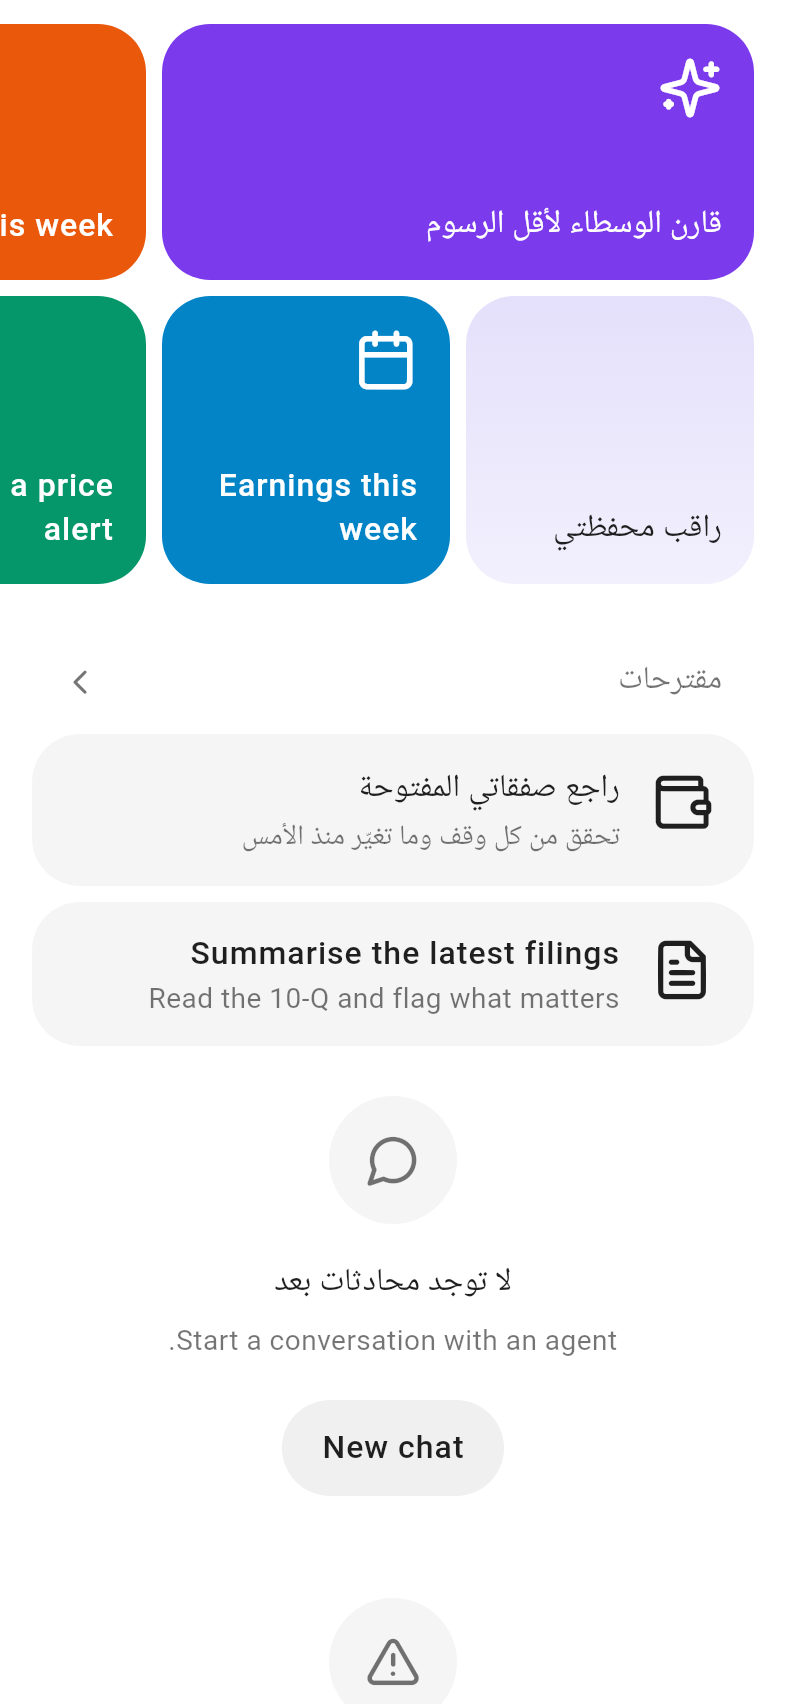 قارن الوسطاء لأقل الرسوم
is week
راقب محفظتي
Earnings this
week
a price
alert
مقترحات
راجع صفقاتي المفتوحة
تحقق من كل وقف وما تغيّر منذ الأمس
Summarise the latest filings
Read the 10-Q and flag what matters
لا توجد محادثات بعد
.Start a conversation with an agent
New chat